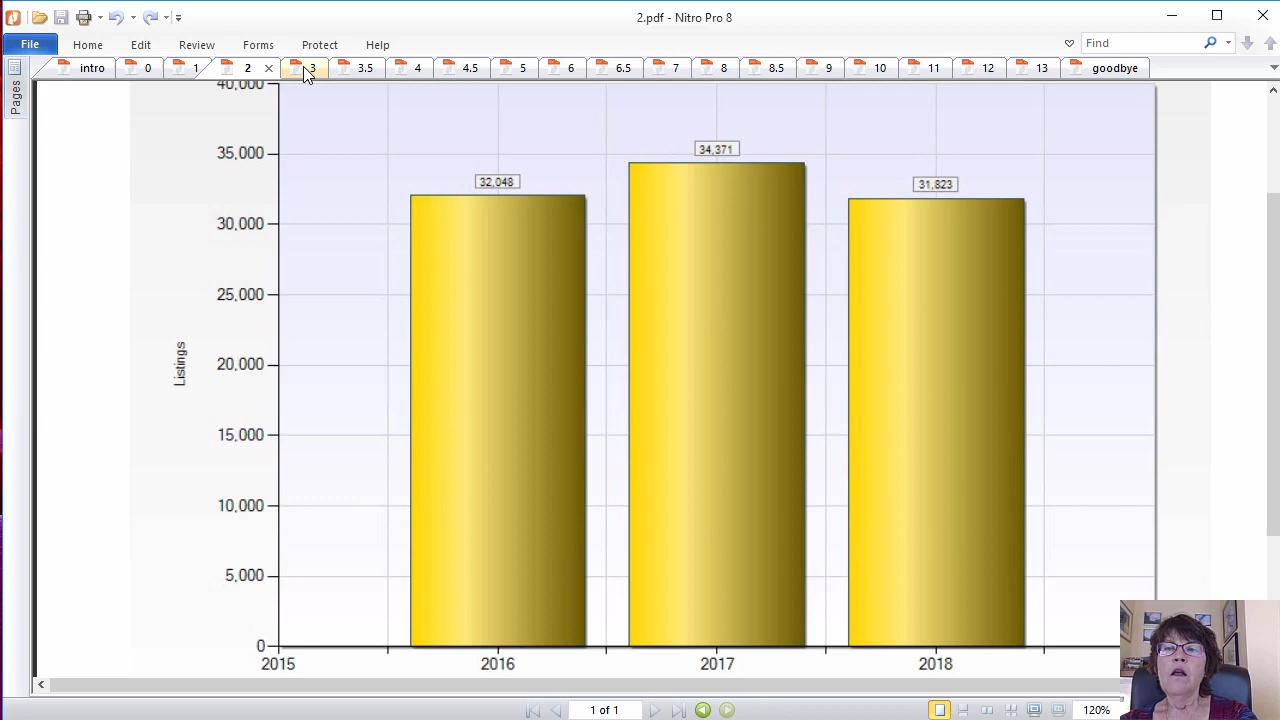 2.pdf - Nitro Pro 8
File Home Edit Review Forms Protect Help Find
intro 0 1 2 3 3.5 4 4.5 5 6 6.5 7 8 8.5 9 10 11 12 13 goodbye
Pages
40,000
35,000
30,000
25,000
20,000
15,000
10,000
5,000
0
Listings
32,048
34,371
31,823
2015 2016 2017 2018
1 of 1
120%